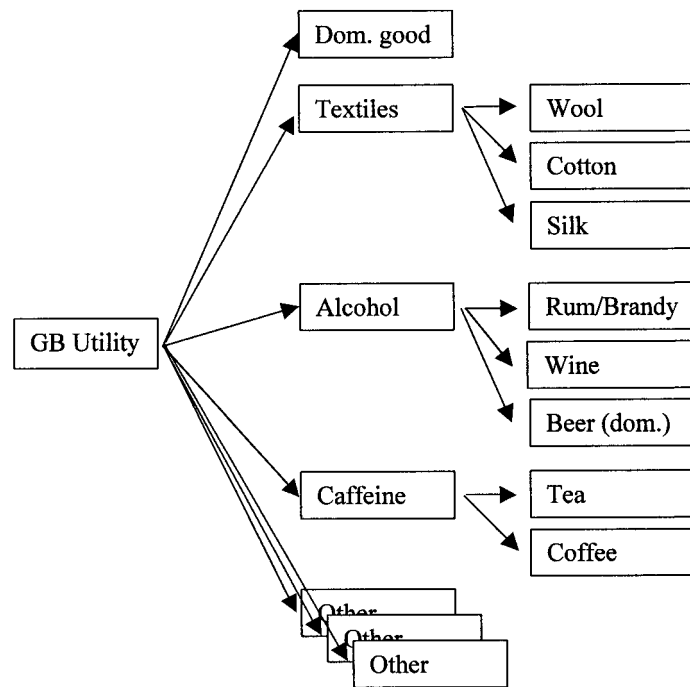 Dom. good
Textiles
Wool
Cotton
Silk
GB Utility
Alcohol
Rum/Brandy
Wine
Beer (dom.)
Caffeine
Tea
Coffee
Other
Other
Other